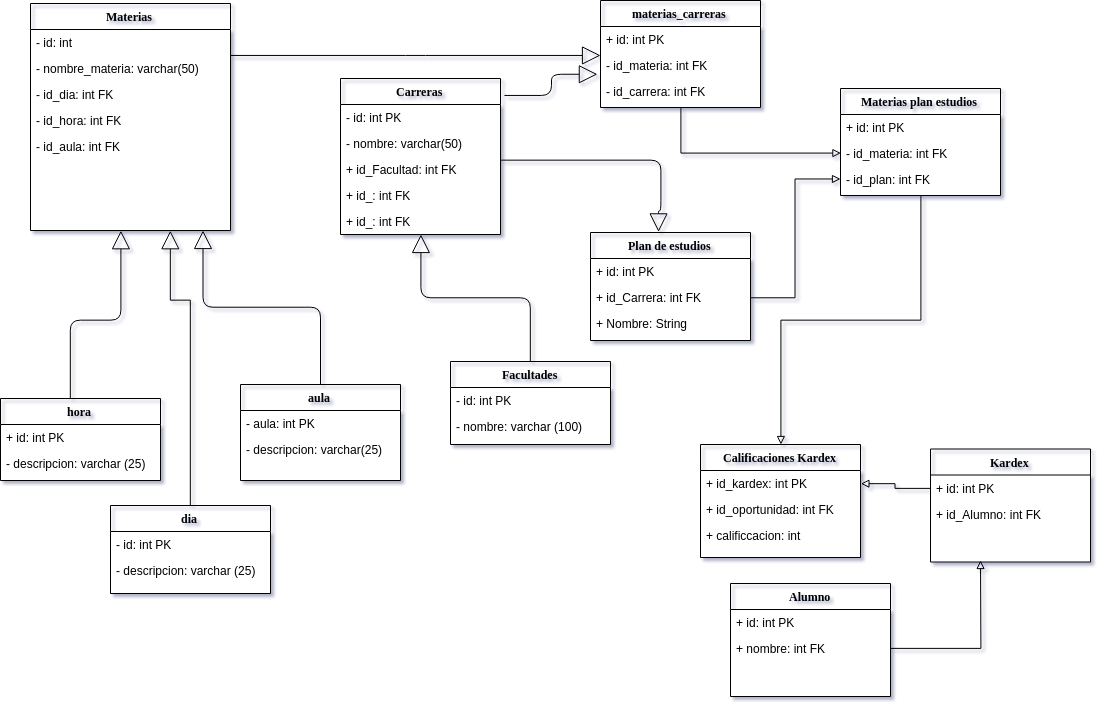 Materias
- id: int
- nombre_materia: varchar(50)
- id_dia: int FK
- id_hora: int FK
- id_aula: int FK
materias_carreras
+ id: int PK
- id_materia: int FK
- id_carrera: int FK
Carreras
- id: int PK
- nombre: varchar(50)
+ id_Facultad: int FK
+ id_: int FK
+ id_: int FK
Materias plan estudios
+ id: int PK
- id_materia: int FK
- id_plan: int FK
Plan de estudios
+ id: int PK
+ id_Carrera: int FK
+ Nombre: String
Facultades
- id: int PK
- nombre: varchar (100)
hora
+ id: int PK
- descripcion: varchar (25)
aula
- aula: int PK
- descripcion: varchar(25)
dia
- id: int PK
- descripcion: varchar (25)
Calificaciones Kardex
+ id_kardex: int PK
+ id_oportunidad: int FK
+ calificcacion: int
Kardex
+ id: int PK
+ id_Alumno: int FK
Alumno
+ id: int PK
+ nombre: int FK